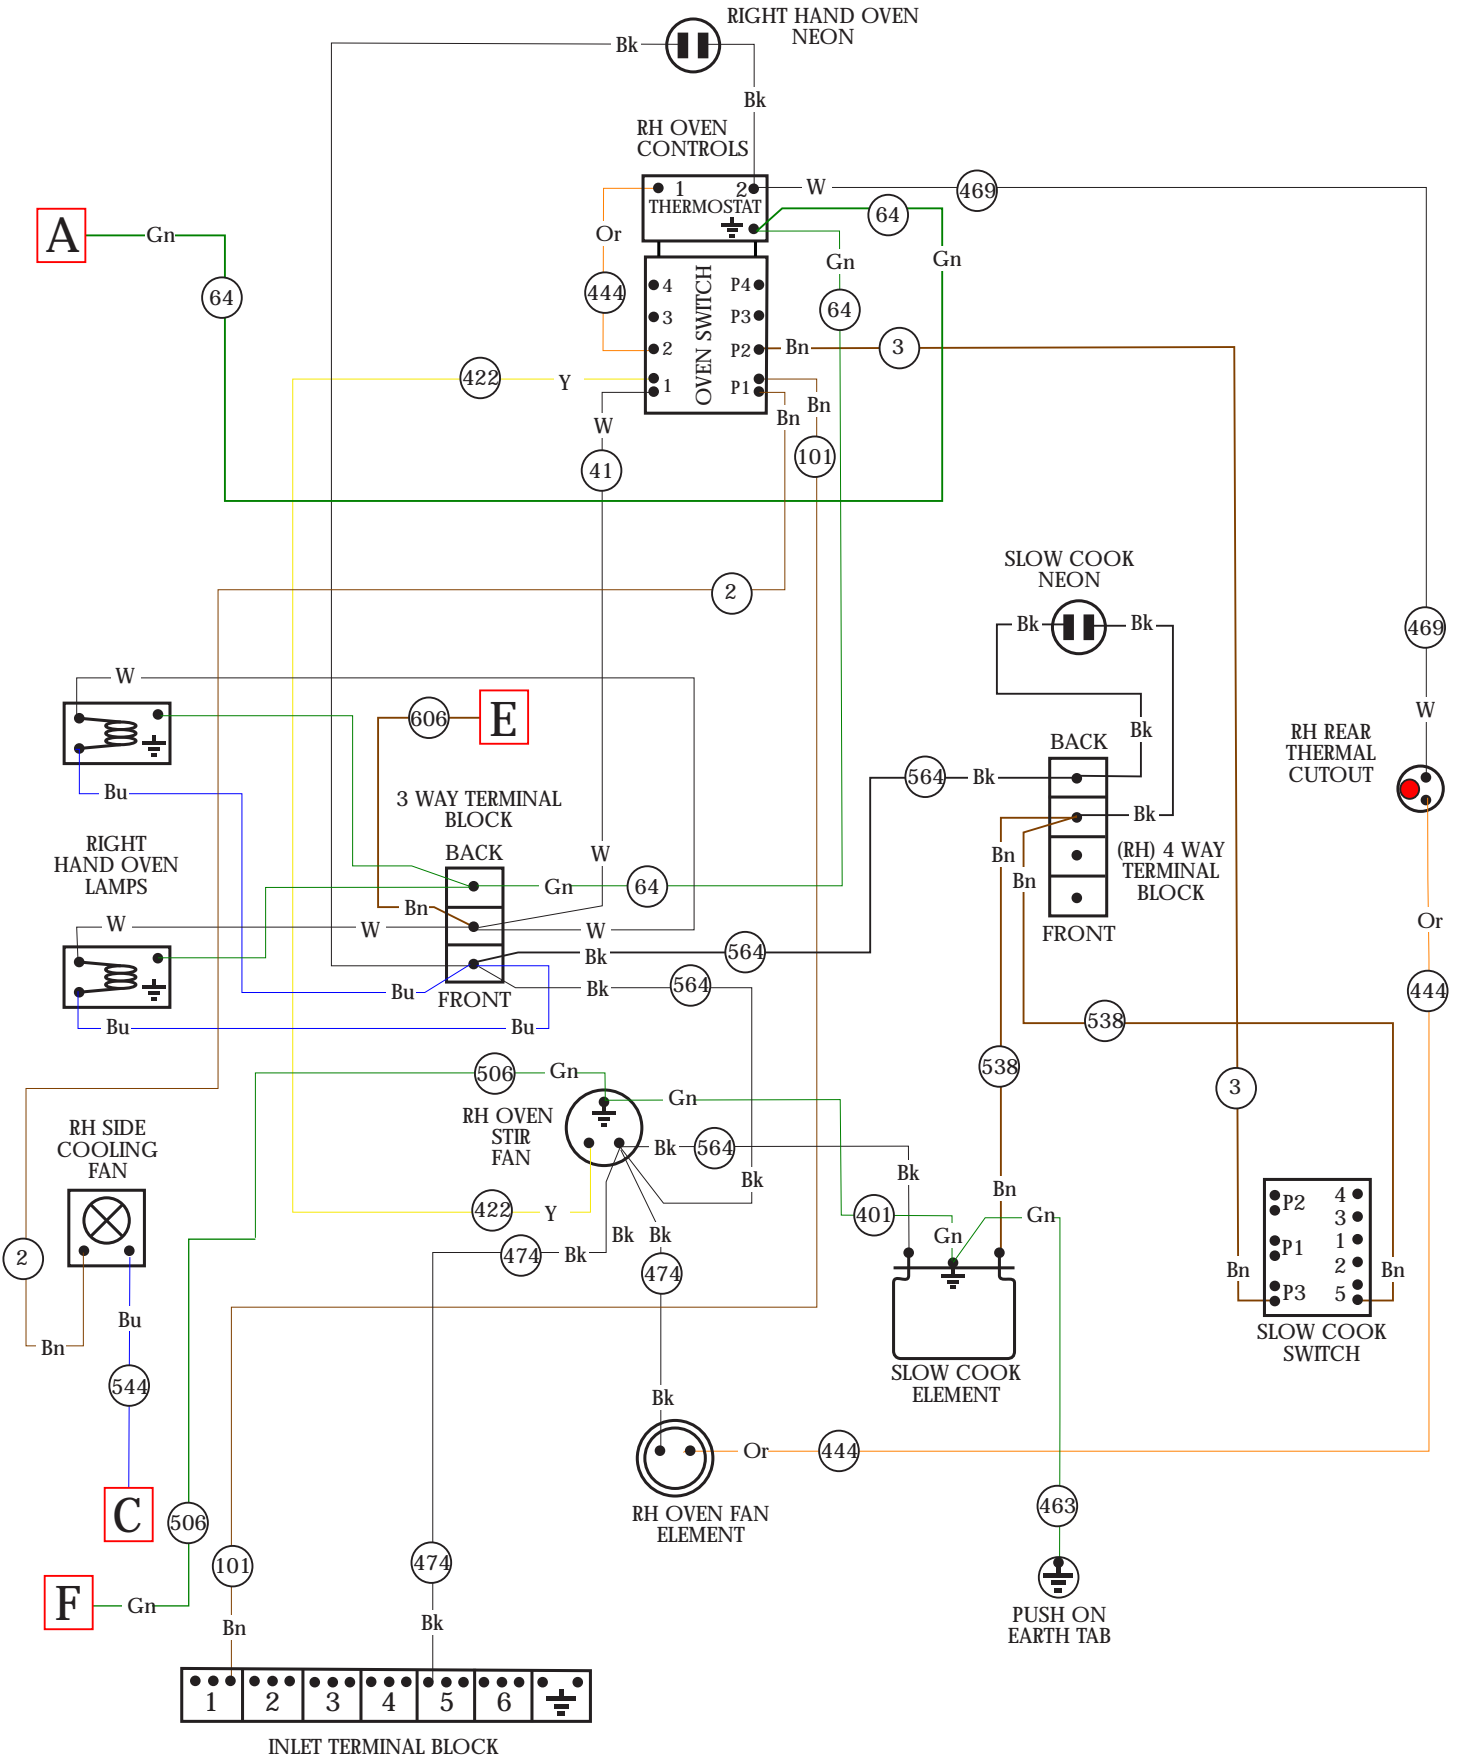 RIGHT HAND OVEN
NEON
Bk
Bk
RH OVEN
CONTROLS
1 2
THERMOSTAT
W
469
64
A
Gn
64
Or
444
Gn
Gn
64
OVEN SWITCH
4 P4
3 P3
2 P2
1 P1
Bn
3
422
Y
W
41
Bn
Bn
101
2
SLOW COOK
NEON
Bk
Bk
469
W
606
E
Bk
BACK
564
Bk
W
RH REAR
THERMAL
CUTOUT
Bu
3 WAY TERMINAL
BLOCK
BACK
Bk
RIGHT
HAND OVEN
LAMPS
W
Gn
64
Bn
Bn
(RH) 4 WAY
TERMINAL
BLOCK
FRONT
Bn
W
W
W
Bk
564
Or
Bu
FRONT
Bk
564
444
Bu
Bu
538
538
506
Gn
3
RH OVEN
STIR
FAN
Gn
RH SIDE
COOLING
FAN
Bk
564
Bk
Bk
Bn
422
Y
401
Gn
Gn
Bk
Bk
474
Bk
474
2
P2
P1
P3
4
3
1
2
5
Bn
Bn
Bu
Bn
SLOW COOK
SWITCH
SLOW COOK
ELEMENT
544
Bk
Or
444
C
506
RH OVEN FAN
ELEMENT
463
101
474
F
Gn
Bn
Bk
PUSH ON
EARTH TAB
1 2 3 4 5 6
INLET TERMINAL BLOCK